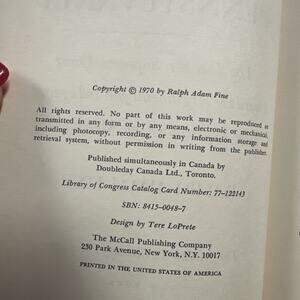 Copyright © 1970 by Ralph Adam Fine
All rights reserved. No part of this work may be reproduced or
transmitted in any form or by any means, electronic or mechanical,
including photocopy, recording, or any information storage and
retrieval system, without permission in writing from the publisher.
Published simultaneously in Canada by
Doubleday Canada Ltd., Toronto.
Library of Congress Catalog Card Number: 77-122143
SBN: 8415-0048-7
Design by Tere LoPrete
The McCall Publishing Company
230 Park Avenue, New York, N.Y. 10017
PRINTED IN THE UNITED STATES OF AMERICA